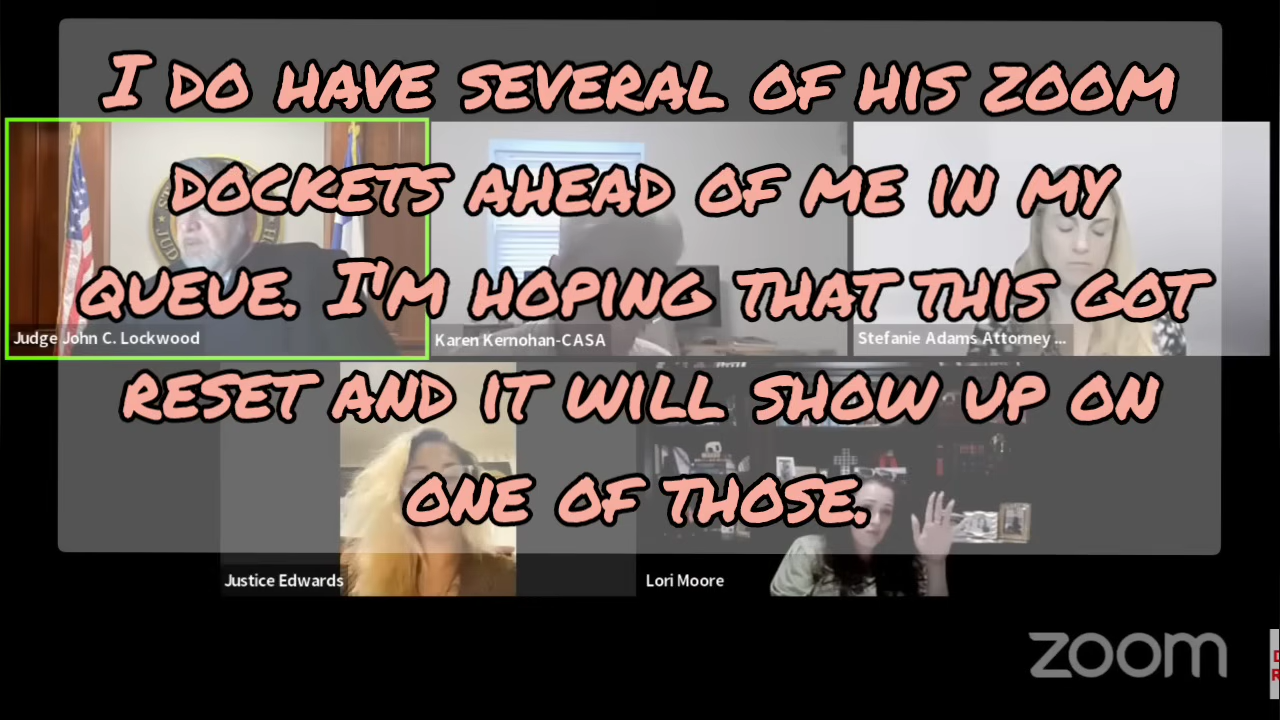 I DO HAVE SEVERAL OF HIS ZOOM
DOCKETS AHEAD OF ME IN MY
QUEUE. I'M HOPING THAT THIS GOT
RESET AND IT WILL SHOW UP ON
ONE OF THOSE.
Judge John C. Lockwood
Karen Kernohan-CASA
Stefanie Adams Attorney ...
Justice Edwards
Lori Moore
zoom